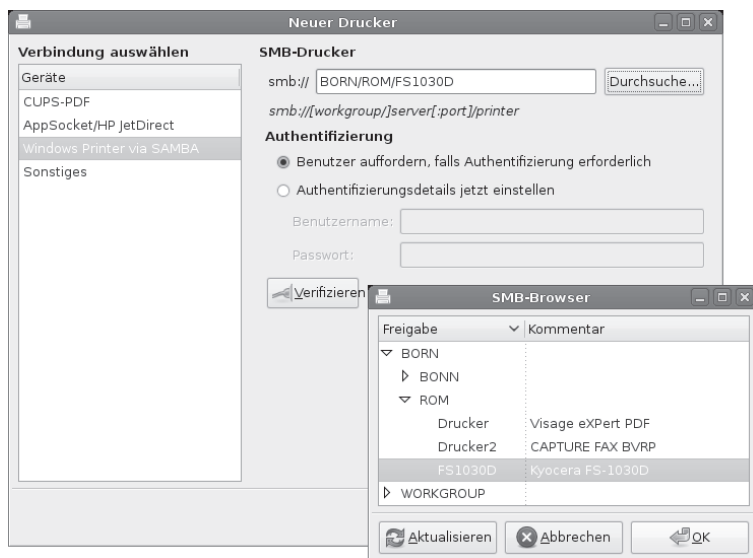 Neuer Drucker
Verbindung auswählen
Geräte
CUPS-PDF
AppSocket/HP JetDirect
Windows Printer via SAMBA
Sonstiges
SMB-Drucker
smb:// BORN/ROM/FS1030D Durchsuche...
smb://[workgroup/]server[:port]/printer
Authentifizierung
Benutzer auffordern, falls Authentifizierung erforderlich
Authentifizierungsdetails jetzt einstellen
Benutzername:
Passwort:
Verifizieren
SMB-Browser
Freigabe Kommentar
BORN
BONN
ROM
Drucker Visage eXPert PDF
Drucker2 CAPTURE FAX BVRP
FS1030D Kyocera FS-1030D
WORKGROUP
Aktualisieren Abbrechen OK